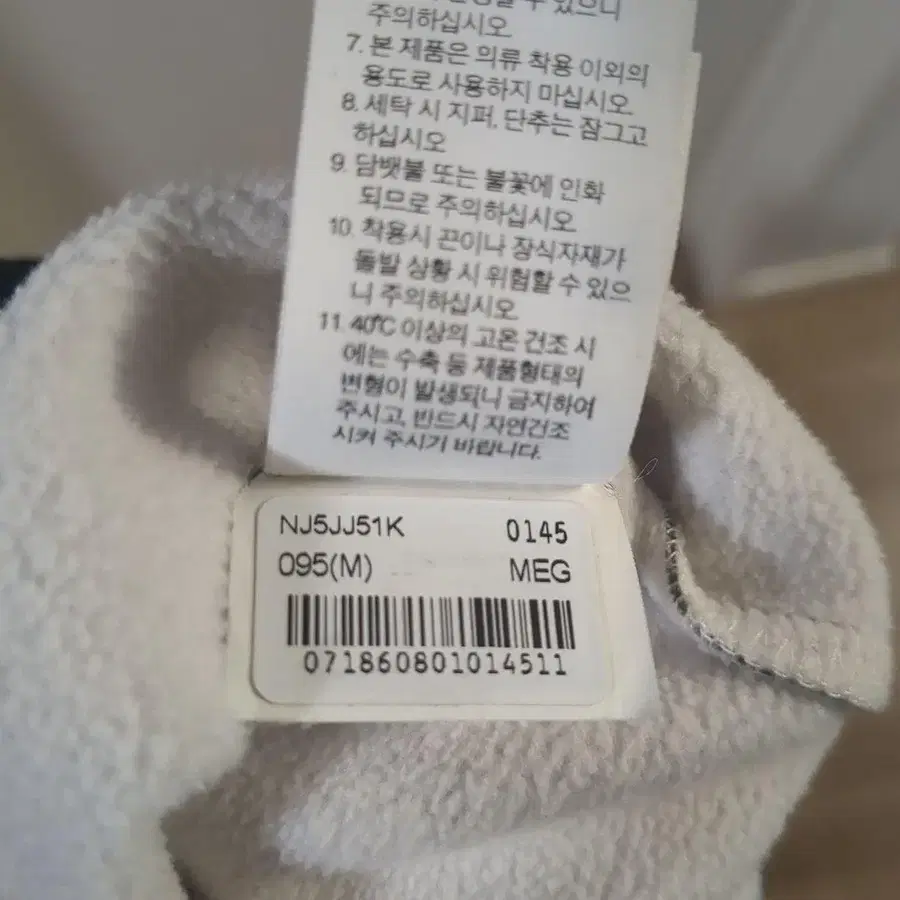 할 수 있으니
주의하십시오
7. 본 제품은 의류 착용 이외의
용도로 사용하지 마십시오
8. 세탁 시 지퍼, 단추는 잠그고
하십시오
9. 담뱃불 또는 불꽃에 인화
되므로 주의하십시오
10. 착용시 끈이나 장식자재가
돌발 상황 시 위험할 수 있으
니 주의하십시오
11. 40℃ 이상의 고온 건조 시
에는 수축 등 제품형태의
변형이 발생되니 금지하여
주시고, 반드시 자연건조
시켜 주시기 바랍니다.
NJ5JJ51K 0145
095(M) MEG
071860801014511